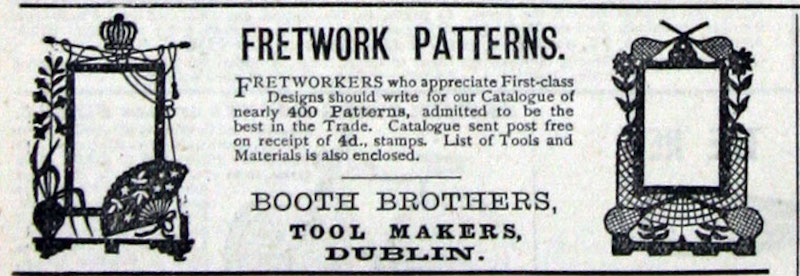 FRETWORK PATTERNS.
FRETWORKERS who appreciate First-class
Designs should write for our Catalogue of
nearly 400 Patterns, admitted to be the
best in the Trade. Catalogue sent post free
on receipt of 4d., stamps. List of Tools and
Materials is also enclosed.
BOOTH BROTHERS,
TOOL MAKERS,
DUBLIN.